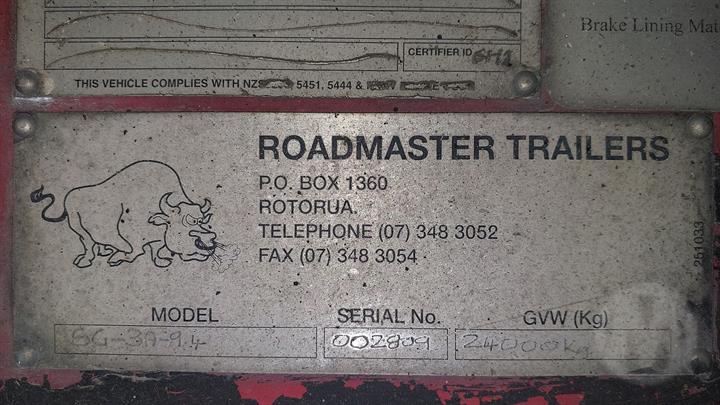 Brake Lining Mat
CERTIFIER ID
THIS VEHICLE COMPLIES WITH NZS 5451, 5444 &
ROADMASTER TRAILERS
P.O. BOX 1360
ROTORUA.
TELEPHONE (07) 348 3052
FAX (07) 348 3054
251033
MODEL SERIAL No. GVW (Kg)
SG-3A-9.4 002809 24000Kg